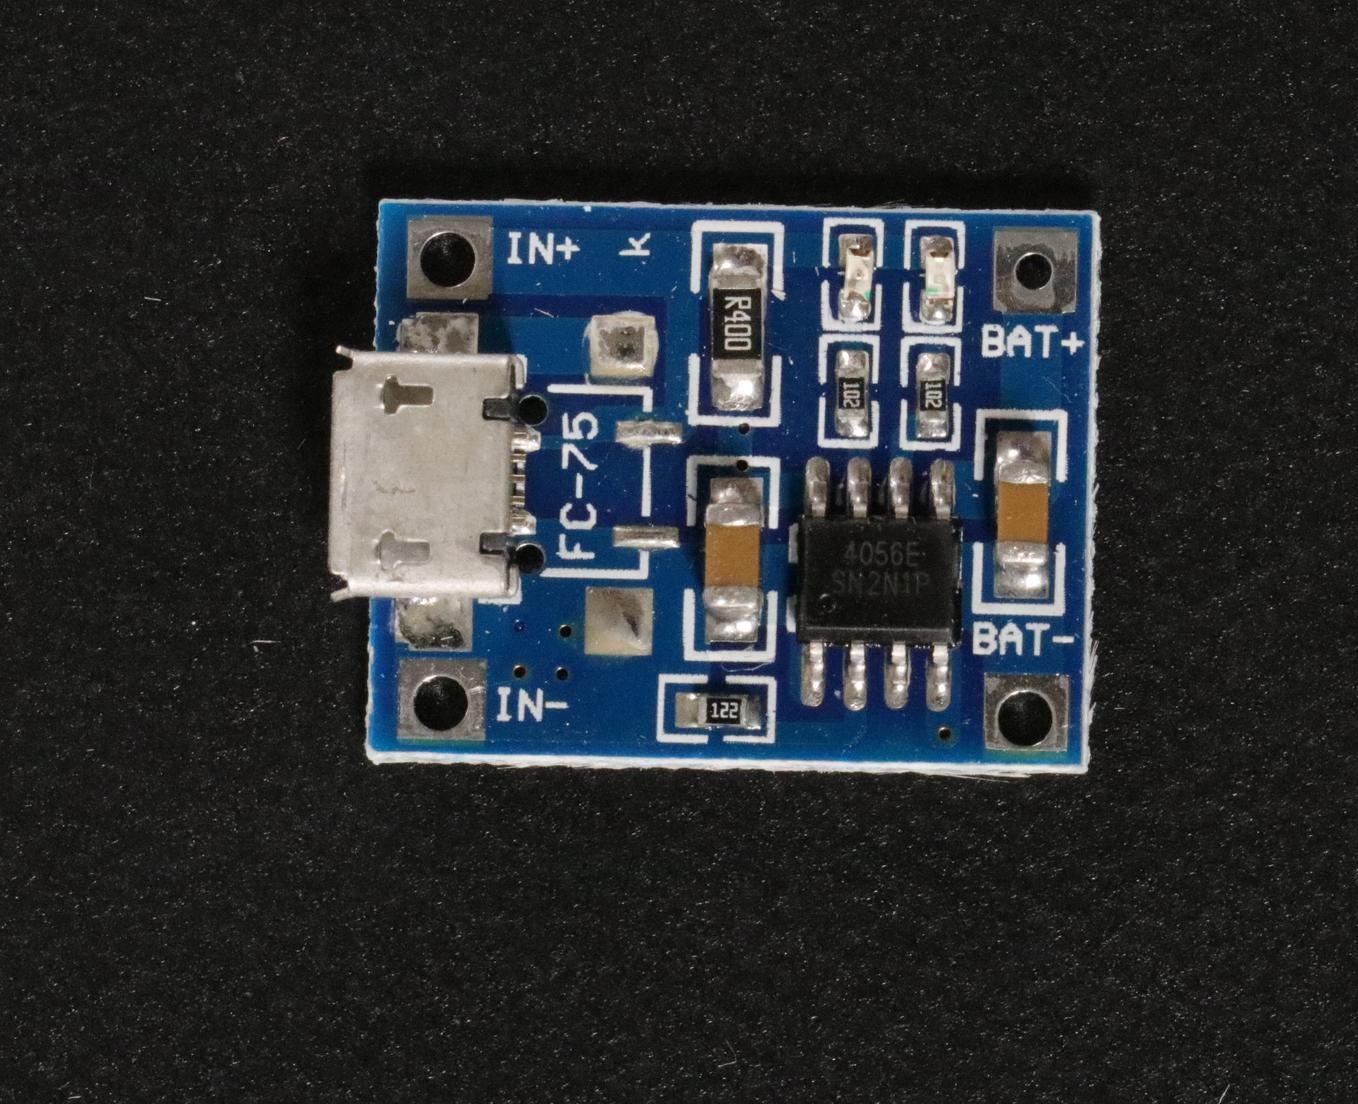 IN+
K
R400
BAT+
102
102
FC-75
4056E
SN2N1P
BAT-
IN-
122